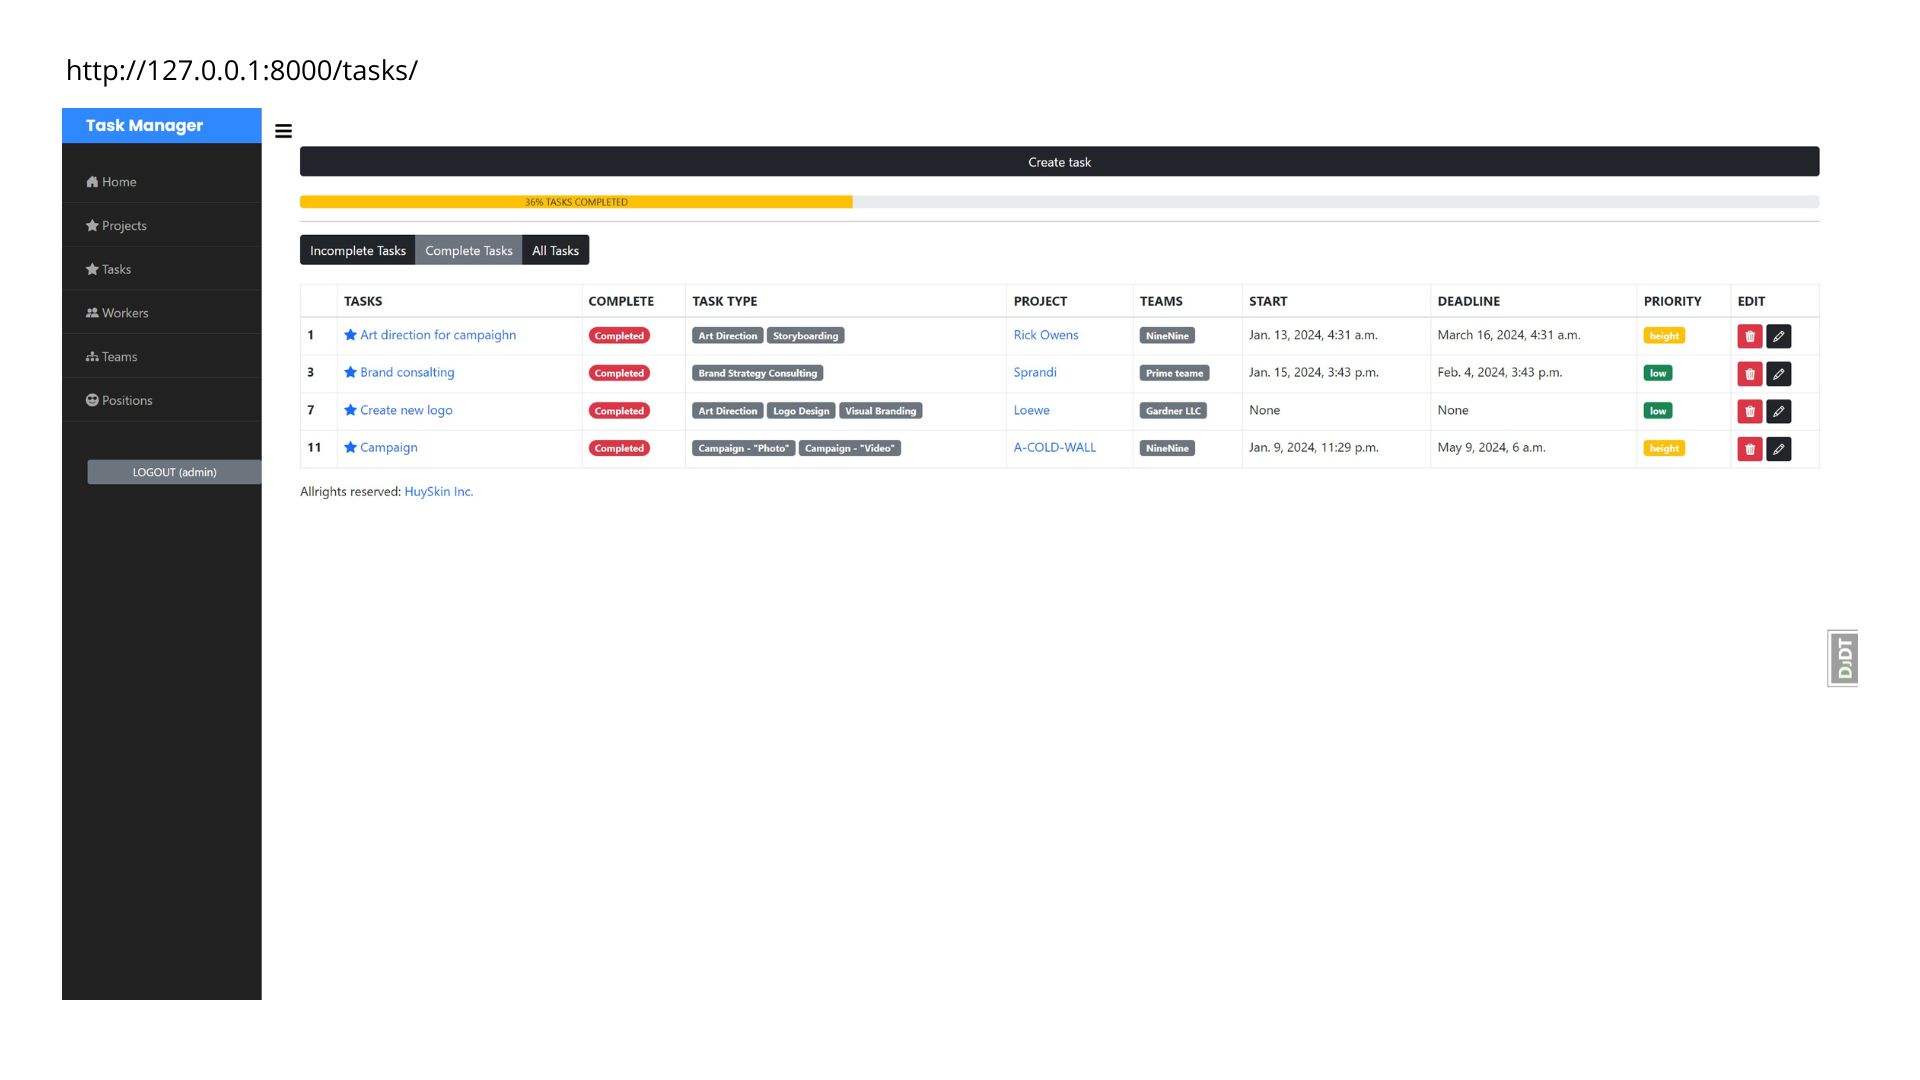 http://127.0.0.1:8000/tasks/
Task Manager
Home
Projects
Tasks
Workers
Teams
Positions
LOGOUT (admin)
Create task
36% TASKS COMPLETED
Incomplete Tasks Complete Tasks All Tasks
TASKS COMPLETE TASK TYPE PROJECT TEAMS START DEADLINE PRIORITY EDIT
1 Art direction for campaighn Completed Art Direction Storyboarding Rick Owens NineNine Jan. 13, 2024, 4:31 a.m. March 16, 2024, 4:31 a.m. height
3 Brand consalting Completed Brand Strategy Consulting Sprandi Prime teame Jan. 15, 2024, 3:43 p.m. Feb. 4, 2024, 3:43 p.m. low
7 Create new logo Completed Art Direction Logo Design Visual Branding Loewe Gardner LLC None None low
11 Campaign Completed Campaign - "Photo" Campaign - "Video" A-COLD-WALL NineNine Jan. 9, 2024, 11:29 p.m. May 9, 2024, 6 a.m. height
Allrights reserved: HuySkin Inc.
DJDT